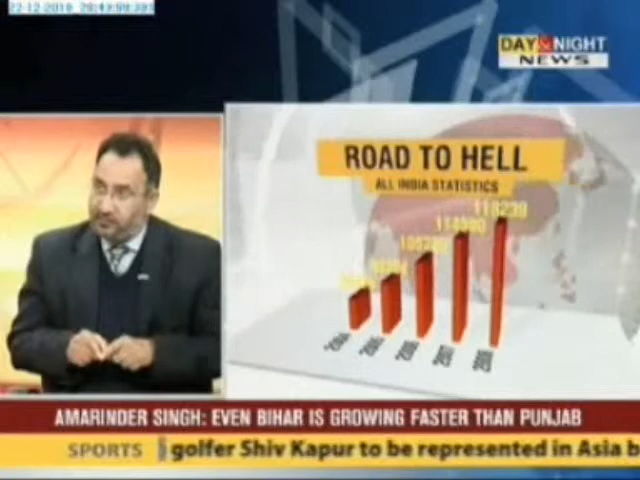 DAY&NIGHT
NEWS
ROAD TO HELL
ALL INDIA STATISTICS
118239
AMARINDER SINGH: EVEN BIHAR IS GROWING FASTER THAN PUNJAB
SPORTS golfer Shiv Kapur to be represented in Asia b